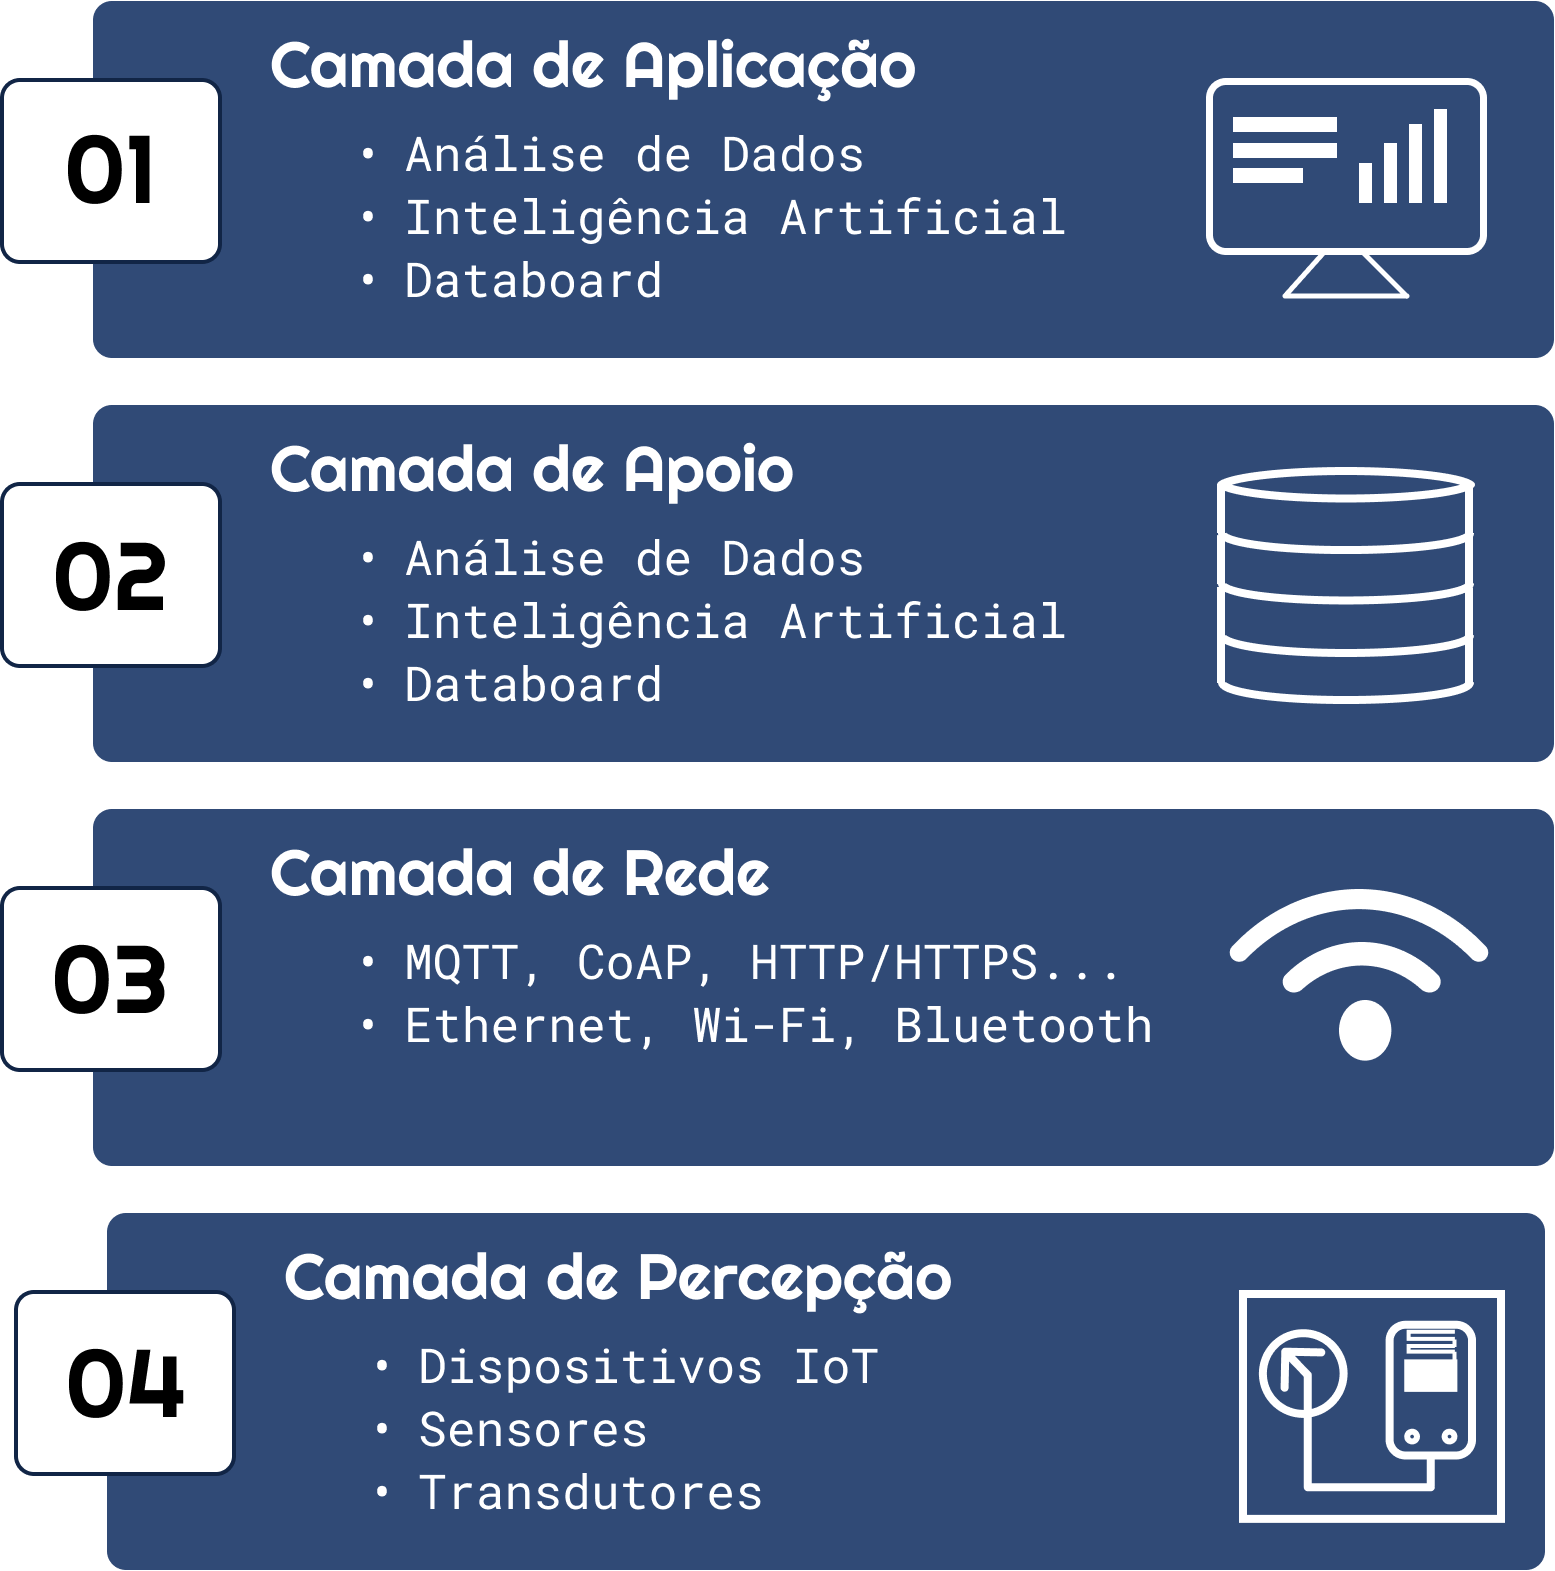 Camada de Aplicação
01
• Análise de Dados
• Inteligência Artificial
• Databoard
Camada de Apoio
02
• Análise de Dados
• Inteligência Artificial
• Databoard
Camada de Rede
03
• MQTT, CoAP, HTTP/HTTPS...
• Ethernet, Wi-Fi, Bluetooth
Camada de Percepção
04
• Dispositivos IoT
• Sensores
• Transdutores